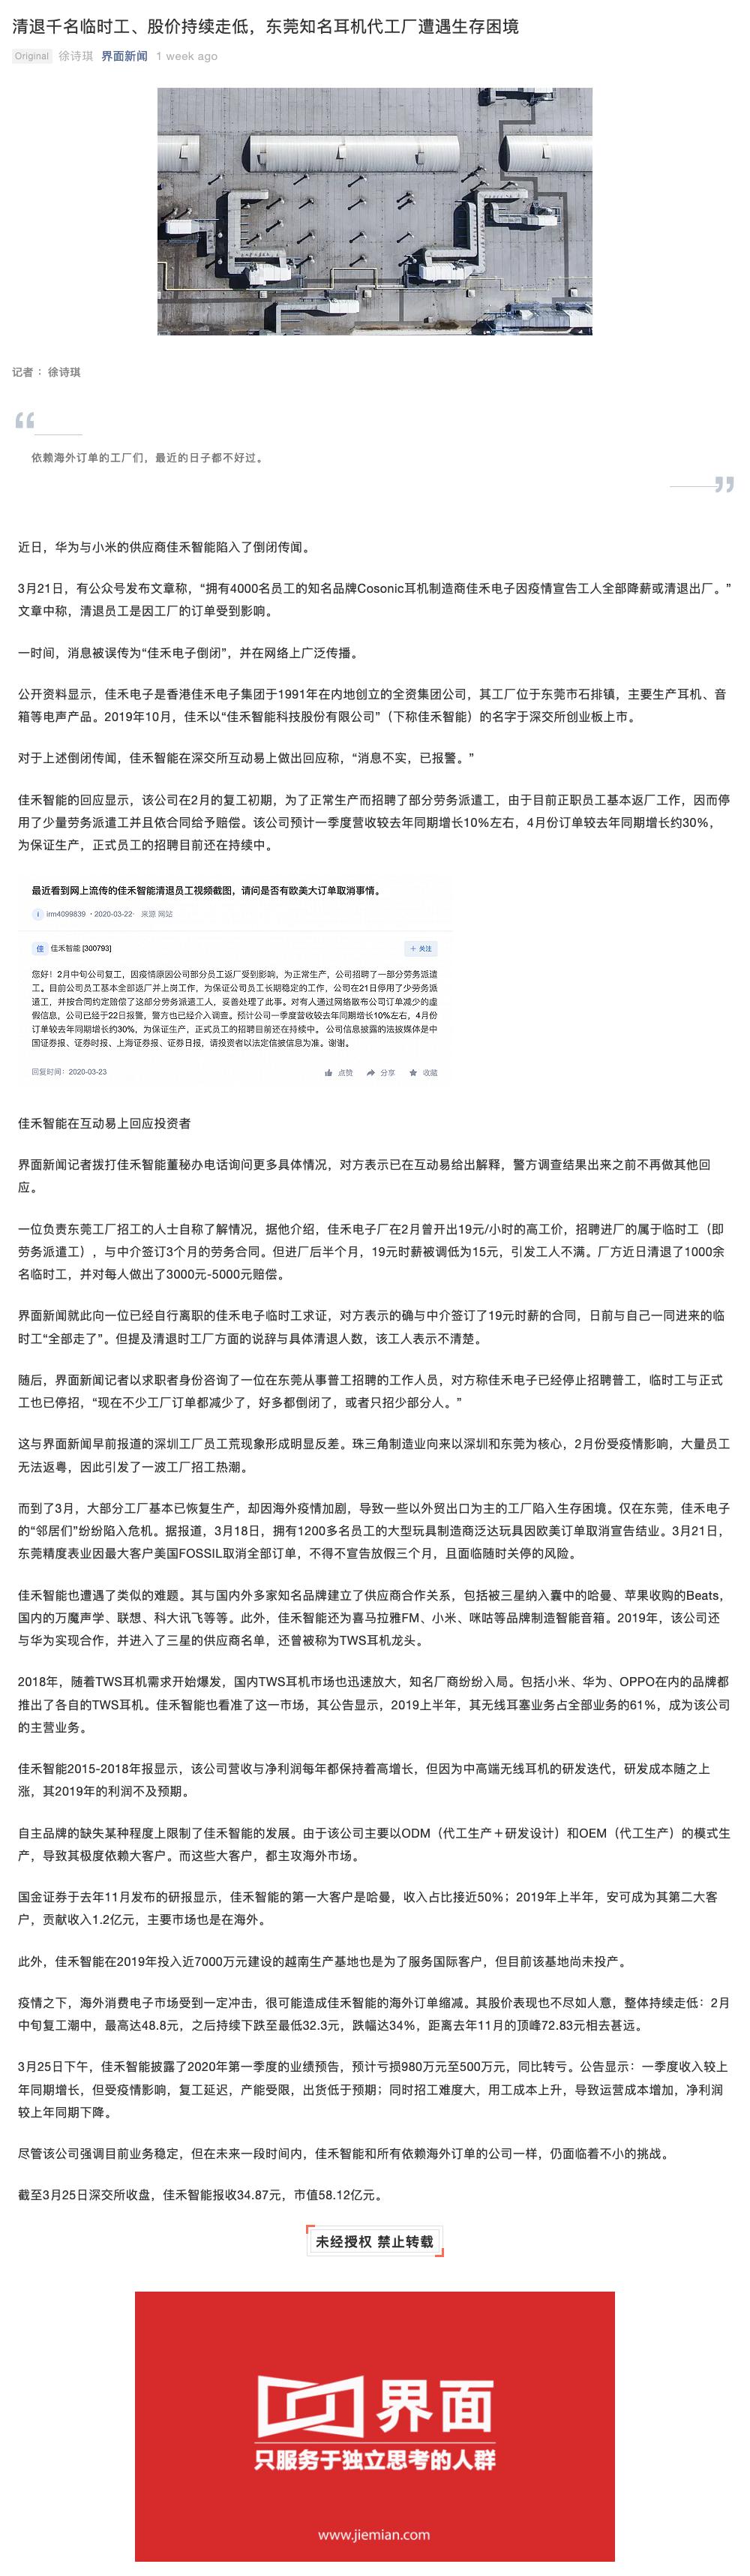 清退千名临时工、股价持续走低，东莞知名耳机代工厂遭遇生存困境
Original 徐诗琪 界面新闻 1 week ago
记者 ：徐诗琪
“
依赖海外订单的工厂们，最近的日子都不好过。
”
近日，华为与小米的供应商佳禾智能陷入了倒闭传闻。
3月21日，有公众号发布文章称，“拥有4000名员工的知名品牌Cosonic耳机制造商佳禾电子因疫情宣告工人全部降薪或清退出厂。”
文章中称，清退员工是因工厂的订单受到影响。
一时间，消息被误传为“佳禾电子倒闭”，并在网络上广泛传播。
公开资料显示，佳禾电子是香港佳禾电子集团于1991年在内地创立的全资集团公司，其工厂位于东莞市石排镇，主要生产耳机、音
箱等电声产品。2019年10月，佳禾以“佳禾智能科技股份有限公司”（下称佳禾智能）的名字于深交所创业板上市。
对于上述倒闭传闻，佳禾智能在深交所互动易上做出回应称，“消息不实，已报警。”
佳禾智能的回应显示，该公司在2月的复工初期，为了正常生产而招聘了部分劳务派遣工，由于目前正职员工基本返厂工作，因而停
用了少量劳务派遣工并且依合同给予赔偿。该公司预计一季度营收较去年同期增长10%左右，4月份订单较去年同期增长约30%，
为保证生产，正式员工的招聘目前还在持续中。
最近看到网上流传的佳禾智能清退员工视频截图，请问是否有欧美大订单取消事情。
irm4099839 · 2020-03-22 · 来源 网站
佳 佳禾智能 [300793] + 关注
您好！2月中旬公司复工，因疫情原因公司部分员工返厂受到影响，为正常生产，公司招聘了一部分劳务派遣
工。目前公司员工基本全部返厂并上岗工作，为保证公司员工长期稳定的工作，公司在21日停用了少劳务派
遣工，并按合同约定赔偿了这部分劳务派遣工人，妥善处理了此事。对有人通过网络散布公司订单减少的虚
假信息，公司已经于22日报警，警方也已经介入调查。预计公司一季度营收较去年同期增长10%左右，4月份
订单较去年同期增长约30%，为保证生产，正式员工的招聘目前还在持续中。 公司信息披露的法披媒体是中
国证券报、证券时报、上海证券报、证券日报，请投资者以法定信披信息为准。谢谢。
回复时间：2020-03-23 点赞 分享 收藏
佳禾智能在互动易上回应投资者
界面新闻记者拨打佳禾智能董秘办电话询问更多具体情况，对方表示已在互动易给出解释，警方调查结果出来之前不再做其他回
应。
一位负责东莞工厂招工的人士自称了解情况，据他介绍，佳禾电子厂在2月曾开出19元/小时的高工价，招聘进厂的属于临时工（即
劳务派遣工），与中介签订3个月的劳务合同。但进厂后半个月，19元时薪被调低为15元，引发工人不满。厂方近日清退了1000余
名临时工，并对每人做出了3000元-5000元赔偿。
界面新闻就此向一位已经自行离职的佳禾电子临时工求证，对方表示的确与中介签订了19元时薪的合同，日前与自己一同进来的临
时工“全部走了”。但提及清退时工厂方面的说辞与具体清退人数，该工人表示不清楚。
随后，界面新闻记者以求职者身份咨询了一位在东莞从事普工招聘的工作人员，对方称佳禾电子已经停止招聘普工，临时工与正式
工也已停招，“现在不少工厂订单都减少了，好多都倒闭了，或者只招少部分人。”
这与界面新闻早前报道的深圳工厂员工荒现象形成明显反差。珠三角制造业向来以深圳和东莞为核心，2月份受疫情影响，大量员工
无法返粤，因此引发了一波工厂招工热潮。
而到了3月，大部分工厂基本已恢复生产，却因海外疫情加剧，导致一些以外贸出口为主的工厂陷入生存困境。仅在东莞，佳禾电子
的“邻居们”纷纷陷入危机。据报道，3月18日，拥有1200多名员工的大型玩具制造商泛达玩具因欧美订单取消宣告结业。3月21日，
东莞精度表业因最大客户美国FOSSIL取消全部订单，不得不宣告放假三个月，且面临随时关停的风险。
佳禾智能也遭遇了类似的难题。其与国内外多家知名品牌建立了供应商合作关系，包括被三星纳入囊中的哈曼、苹果收购的Beats，
国内的万魔声学、联想、科大讯飞等等。此外，佳禾智能还为喜马拉雅FM、小米、咪咕等品牌制造智能音箱。2019年，该公司还
与华为实现合作，并进入了三星的供应商名单，还曾被称为TWS耳机龙头。
2018年，随着TWS耳机需求开始爆发，国内TWS耳机市场也迅速放大，知名厂商纷纷入局。包括小米、华为、OPPO在内的品牌都
推出了各自的TWS耳机。佳禾智能也看准了这一市场，其公告显示，2019上半年，其无线耳塞业务占全部业务的61%，成为该公司
的主营业务。
佳禾智能2015-2018年报显示，该公司营收与净利润每年都保持着高增长，但因为中高端无线耳机的研发迭代，研发成本随之上
涨，其2019年的利润不及预期。
自主品牌的缺失某种程度上限制了佳禾智能的发展。由于该公司主要以ODM（代工生产＋研发设计）和OEM（代工生产）的模式生
产，导致其极度依赖大客户。而这些大客户，都主攻海外市场。
国金证券于去年11月发布的研报显示，佳禾智能的第一大客户是哈曼，收入占比接近50%；2019年上半年，安可成为其第二大客
户，贡献收入1.2亿元，主要市场也是在海外。
此外，佳禾智能在2019年投入近7000万元建设的越南生产基地也是为了服务国际客户，但目前该基地尚未投产。
疫情之下，海外消费电子市场受到一定冲击，很可能造成佳禾智能的海外订单缩减。其股价表现也不尽如人意，整体持续走低：2月
中旬复工潮中，最高达48.8元，之后持续下跌至最低32.3元，跌幅达34%，距离去年11月的顶峰72.83元相去甚远。
3月25日下午，佳禾智能披露了2020年第一季度的业绩预告，预计亏损980万元至500万元，同比转亏。公告显示：一季度收入较上
年同期增长，但受疫情影响，复工延迟，产能受限，出货低于预期；同时招工难度大，用工成本上升，导致运营成本增加，净利润
较上年同期下降。
尽管该公司强调目前业务稳定，但在未来一段时间内，佳禾智能和所有依赖海外订单的公司一样，仍面临着不小的挑战。
截至3月25日深交所收盘，佳禾智能报收34.87元，市值58.12亿元。
未经授权 禁止转载
界面
只服务于独立思考的人群
www.jiemian.com